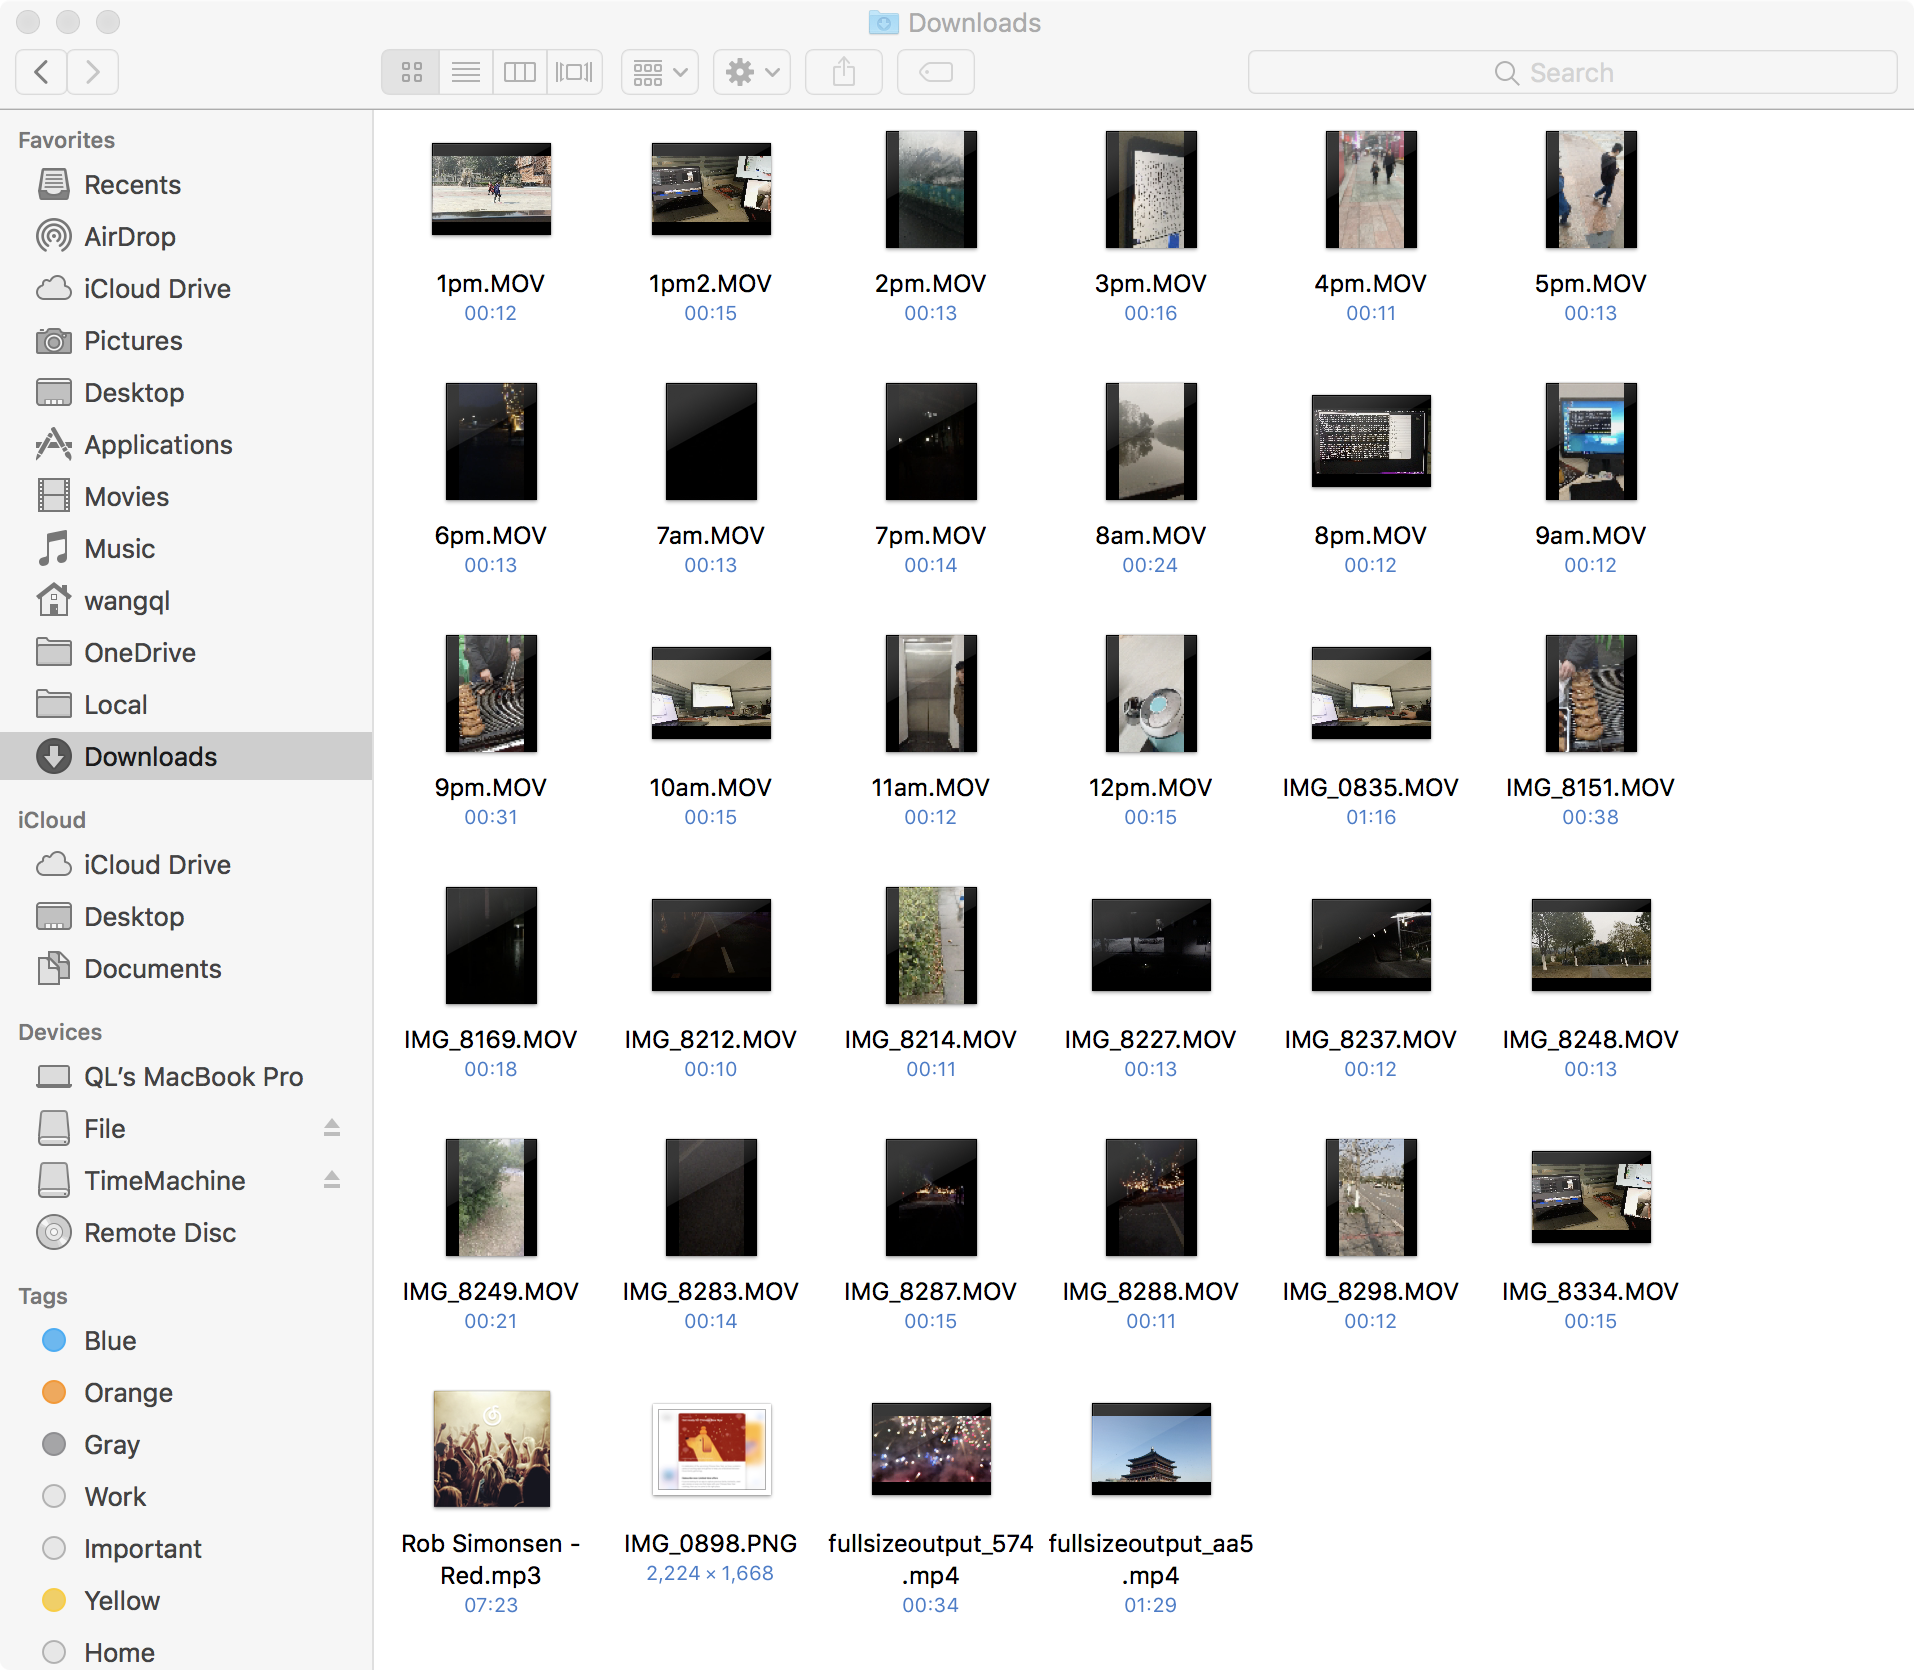 Downloads
Search
Favorites
Recents
AirDrop
iCloud Drive
Pictures
Desktop
Applications
Movies
Music
wangql
OneDrive
Local
Downloads
iCloud
iCloud Drive
Desktop
Documents
Devices
QL’s MacBook Pro
File
TimeMachine
Remote Disc
Tags
Blue
Orange
Gray
Work
Important
Yellow
Home
1pm.MOV
00:12
1pm2.MOV
00:15
2pm.MOV
00:13
3pm.MOV
00:16
4pm.MOV
00:11
5pm.MOV
00:13
6pm.MOV
00:13
7am.MOV
00:13
7pm.MOV
00:14
8am.MOV
00:24
8pm.MOV
00:12
9am.MOV
00:12
9pm.MOV
00:31
10am.MOV
00:15
11am.MOV
00:12
12pm.MOV
00:15
IMG_0835.MOV
01:16
IMG_8151.MOV
00:38
IMG_8169.MOV
00:18
IMG_8212.MOV
00:10
IMG_8214.MOV
00:11
IMG_8227.MOV
00:13
IMG_8237.MOV
00:12
IMG_8248.MOV
00:13
IMG_8249.MOV
00:21
IMG_8283.MOV
00:14
IMG_8287.MOV
00:15
IMG_8288.MOV
00:11
IMG_8298.MOV
00:12
IMG_8334.MOV
00:15
Rob Simonsen -
Red.mp3
07:23
IMG_0898.PNG
2,224 × 1,668
fullsizeoutput_574
.mp4
00:34
fullsizeoutput_aa5
.mp4
01:29